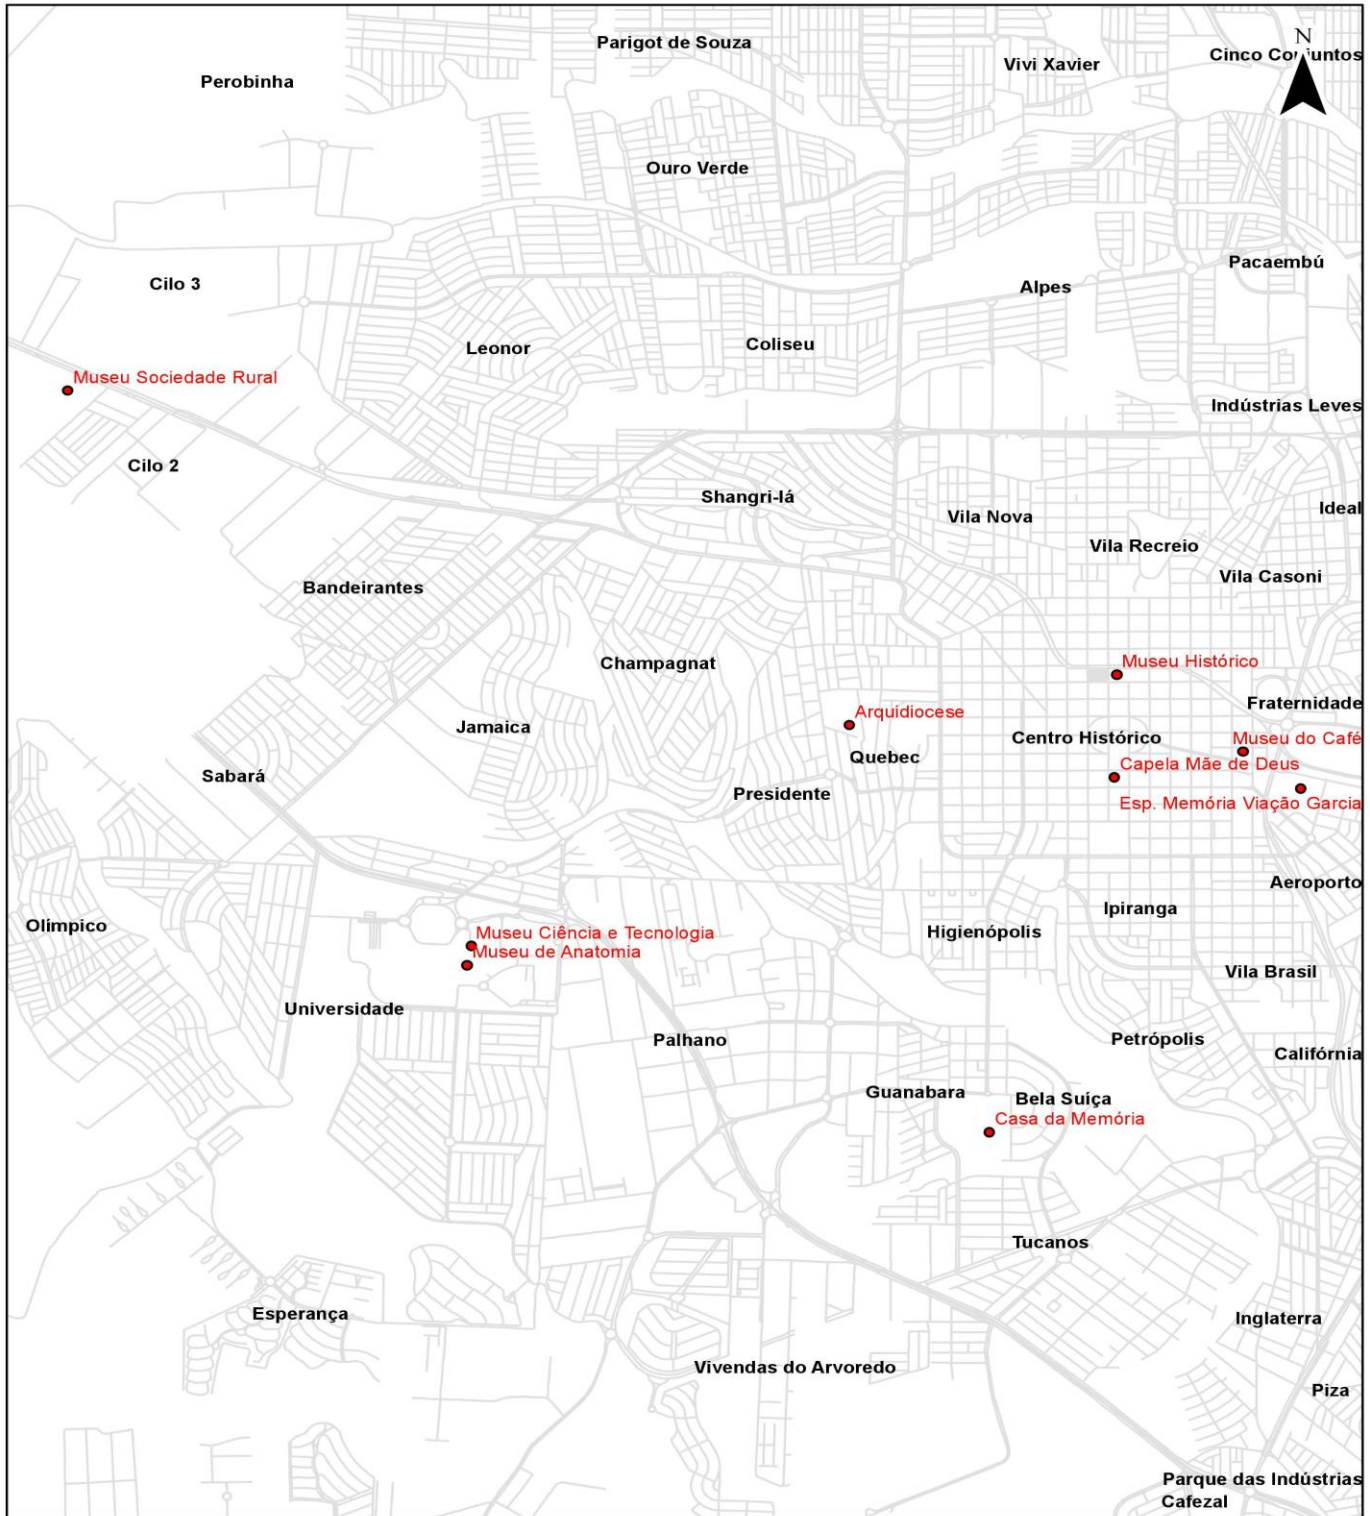 N
Parigot de Souza
Vivi Xavier
Cinco Conjuntos
Perobinha
Ouro Verde
Pacaembú
Cilo 3
Alpes
Leonor
Coliseu
Museu Sociedade Rural
Indústrias Leves
Cilo 2
Shangri-lá
Vila Nova
Ideal
Vila Recreio
Vila Casoni
Bandeirantes
Champagnat
Museu Histórico
Fraternidade
Arquidiocese
Jamaica
Centro Histórico
Museu do Café
Quebec
Capela Mãe de Deus
Sabará
Presidente
Esp. Memória Viação Garcia
Aeroporto
Ipiranga
Olímpico
Higienópolis
Museu Ciência e Tecnologia
Museu de Anatomia
Vila Brasil
Universidade
Palhano
Petrópolis
Califórnia
Guanabara
Bela Suíça
Casa da Memória
Tucanos
Esperança
Inglaterra
Vivendas do Arvoredo
Piza
Parque das Indústrias
Cafezal